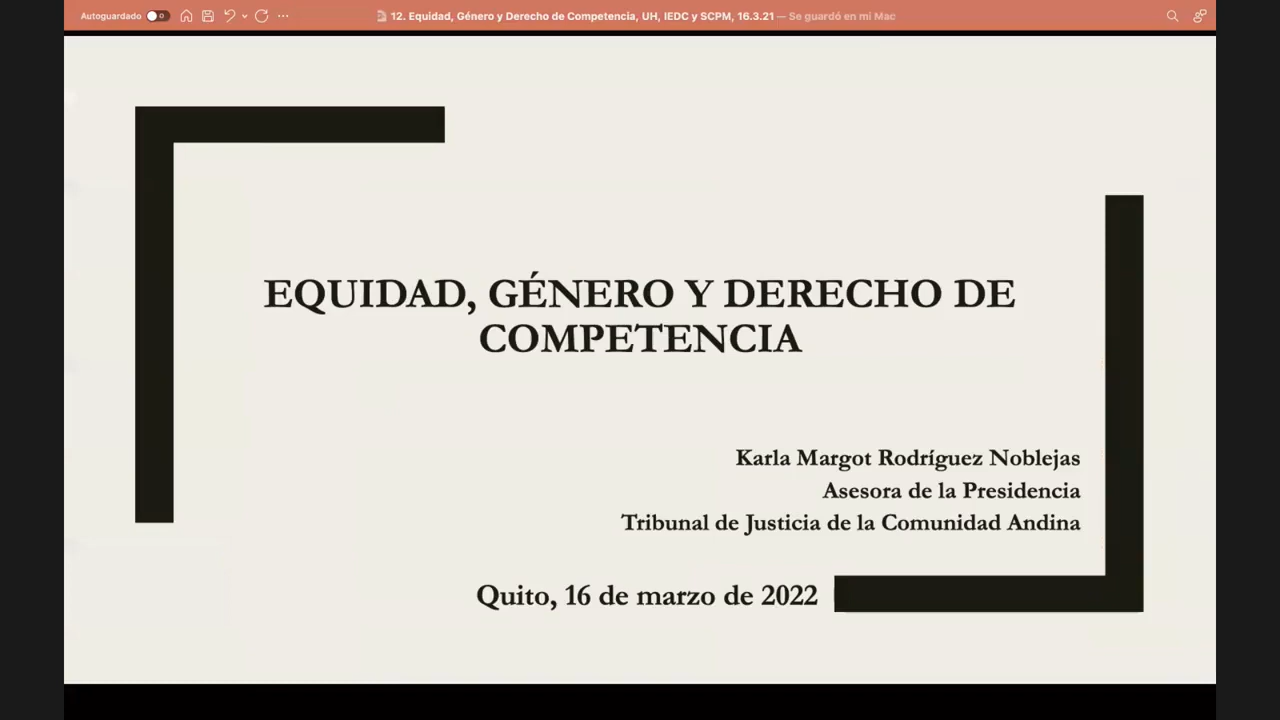 Autoguardado
12. Equidad, Género y Derecho de Competencia, UH, IEDC y SCPM, 16.3.21 — Se guardó en mi Mac
EQUIDAD, GÉNERO Y DERECHO DE
COMPETENCIA
Karla Margot Rodríguez Noblejas
Asesora de la Presidencia
Tribunal de Justicia de la Comunidad Andina
Quito, 16 de marzo de 2022